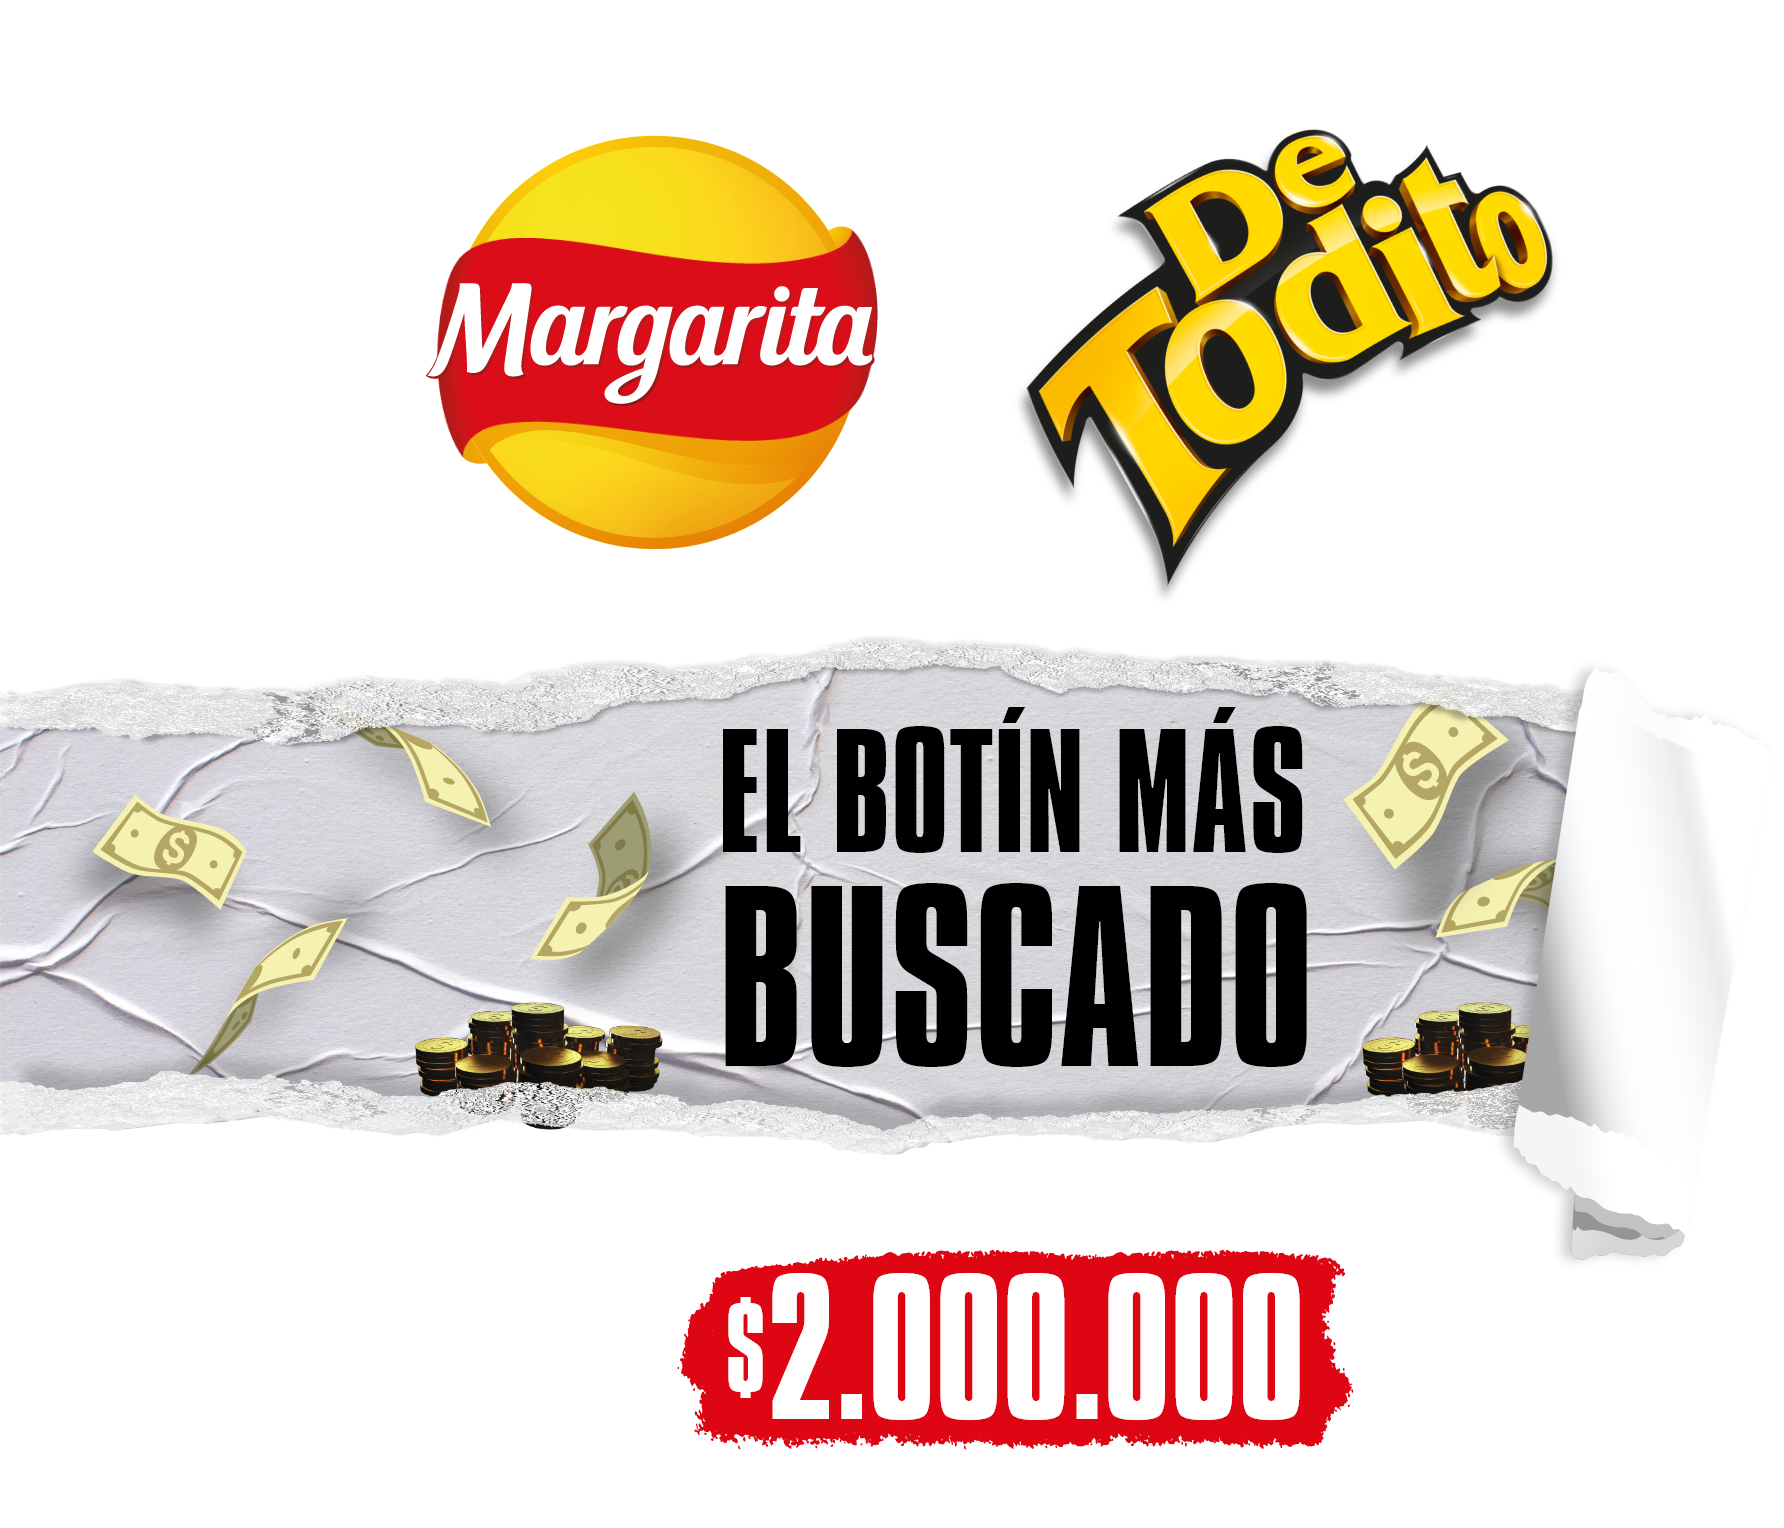 Margarita
De
Todito
EL BOTÍN MÁS
BUSCADO
$2.000.000